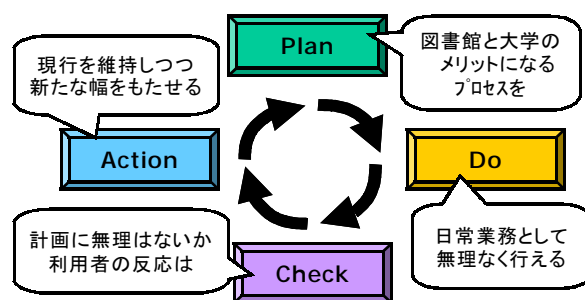 Plan
図書館と大学の
メリットになる
プロセスを
現行を維持しつつ
新たな幅をもたせる
Action
Do
計画に無理はないか
利用者の反応は
Check
日常業務として
無理なく行える